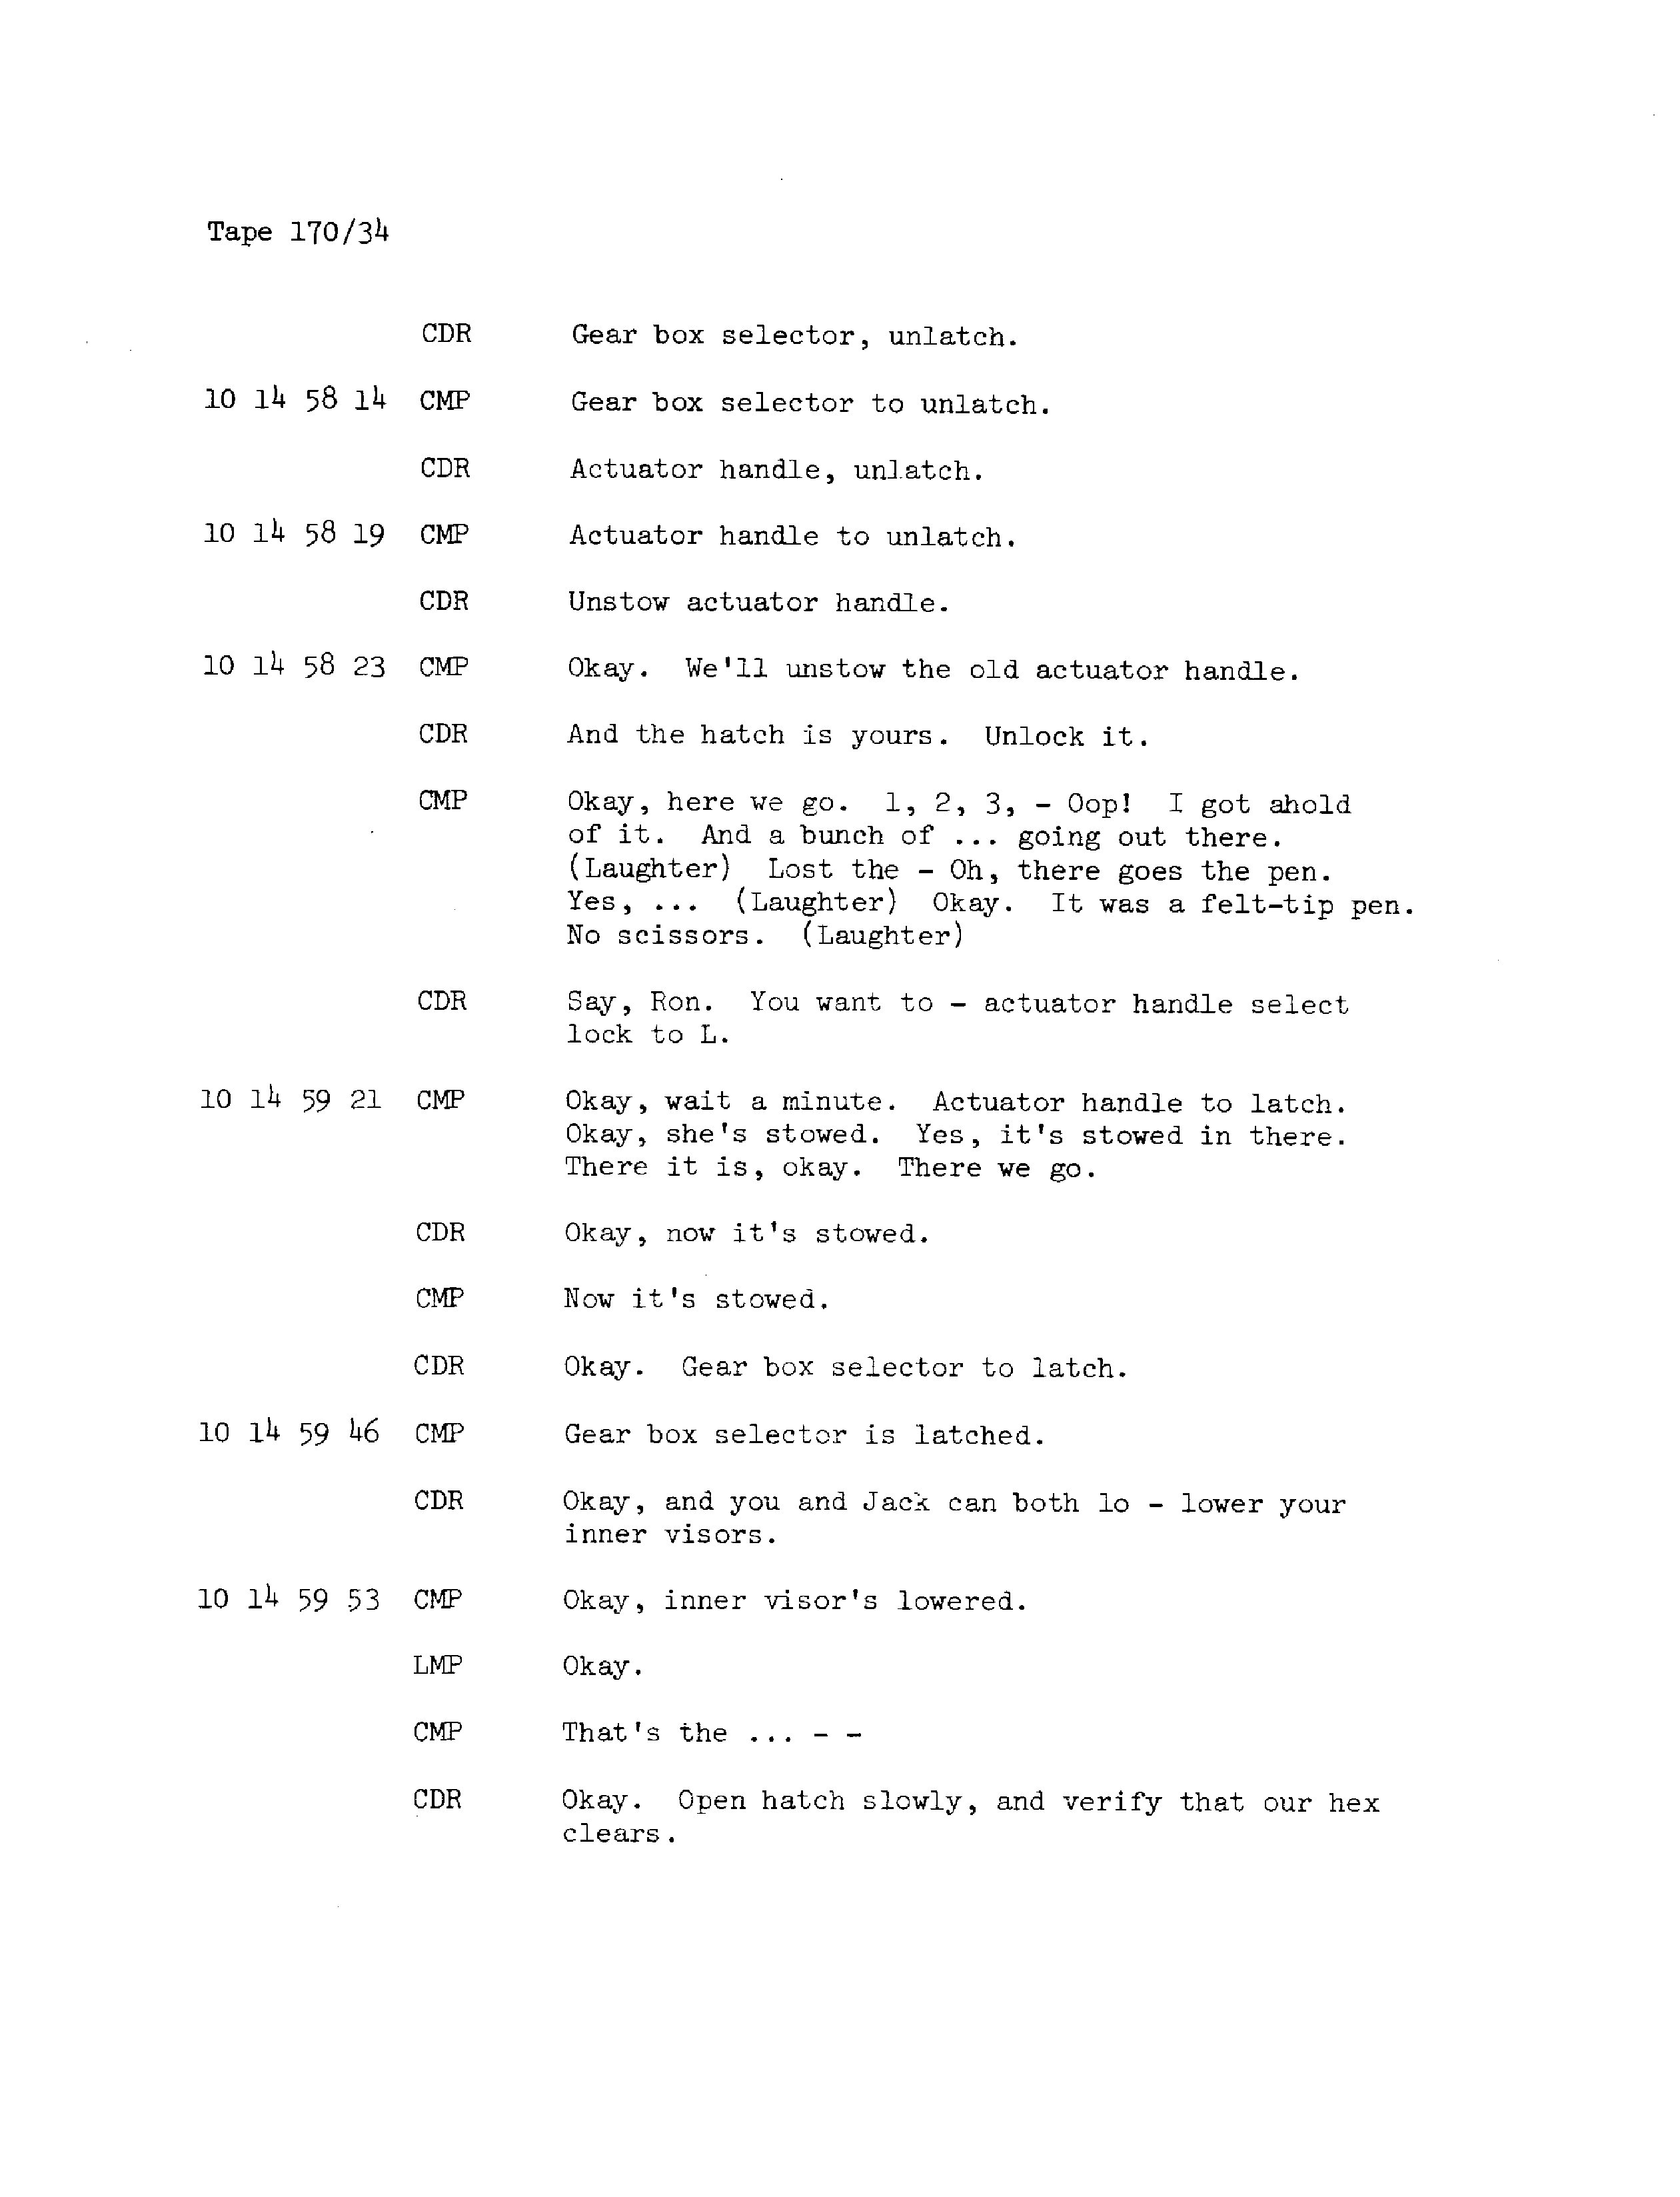 Tape 170/34
CDR Gear box selector, unlatch.
10 14 58 14 CMP Gear box selector to unlatch.
CDR Actuator handle, unlatch.
10 14 58 19 CMP Actuator handle to unlatch.
CDR Unstow actuator handle.
10 14 58 23 CMP Okay. We'll unstow the old actuator handle.
CDR And the hatch is yours. Unlock it.
CMP Okay, here we go. 1, 2, 3, - Oop! I got ahold
of it. And a bunch of ... going out there.
(Laughter) Lost the - Oh, there goes the pen.
Yes, ... (Laughter) Okay. It was a felt-tip pen.
No scissors. (Laughter)
CDR Say, Ron. You want to - actuator handle select
lock to L.
10 14 59 21 CMP Okay, wait a minute. Actuator handle to latch.
Okay, she's stowed. Yes, it's stowed in there.
There it is, okay. There we go.
CDR Okay, now it's stowed.
CMP Now it's stowed.
CDR Okay. Gear box selector to latch.
10 14 59 46 CMP Gear box selector is latched.
CDR Okay, and you and Jack can both lo - lower your
inner visors.
10 14 59 53 CMP Okay, inner visor's lowered.
LMP Okay.
CMP That's the ... - -
CDR Okay. Open hatch slowly, and verify that our hex
clears.